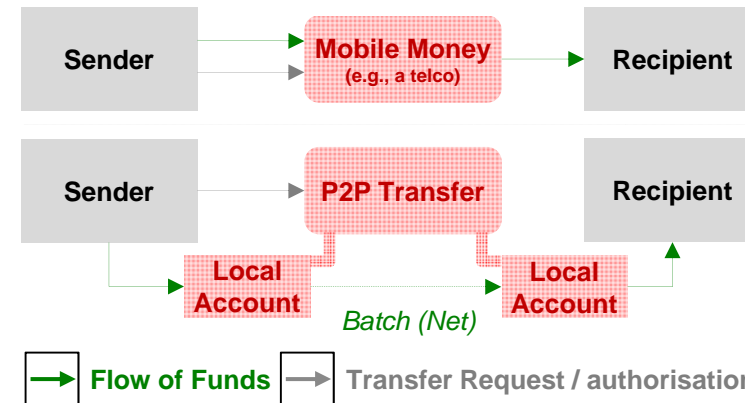 Sender
Mobile Money
(e.g., a telco)
Recipient
Sender
P2P Transfer
Recipient
Local
Account
Local
Account
Batch (Net)
Flow of Funds
Transfer Request / authorisation